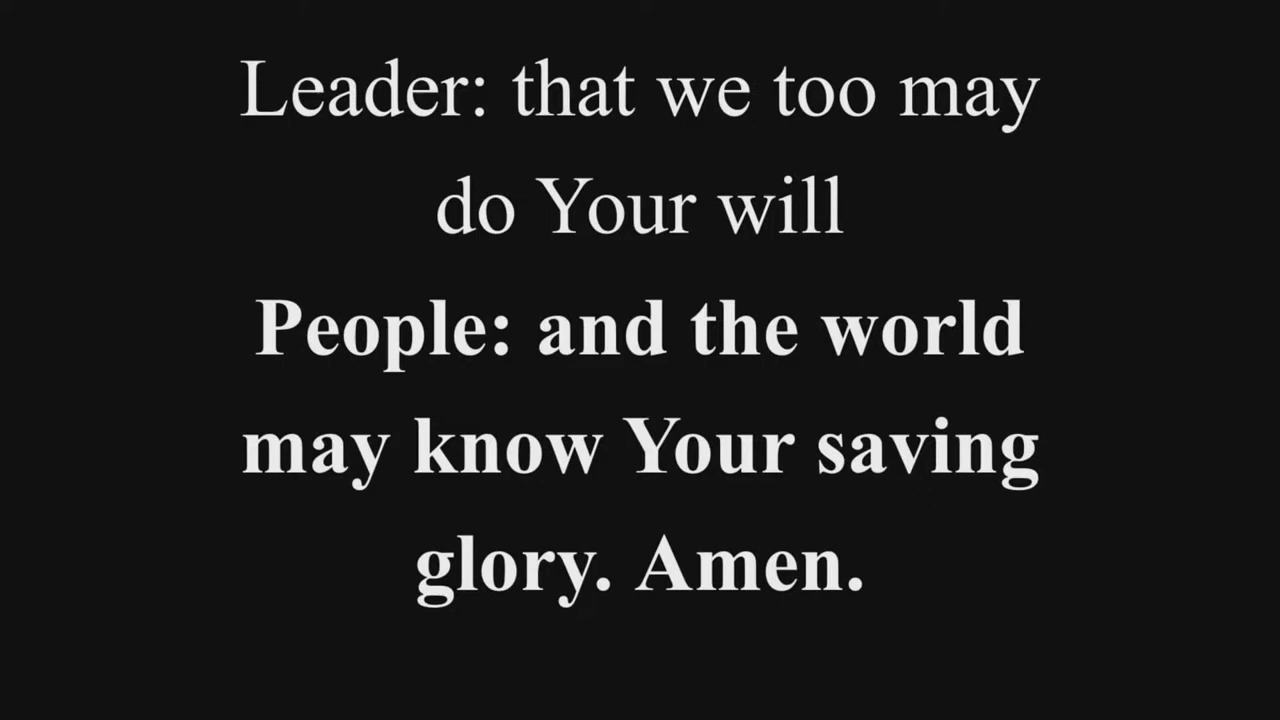 Leader: that we too may
do Your will
People: and the world
may know Your saving
glory. Amen.